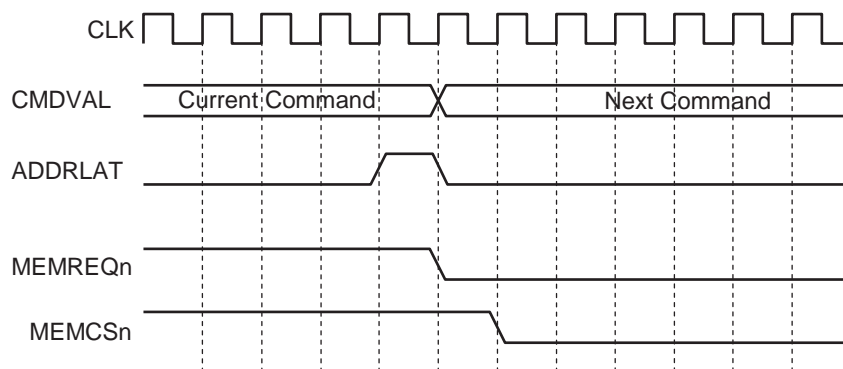 CLK
CMDVAL Current Command Next Command
ADDRLAT
MEMREQn
MEMCSn